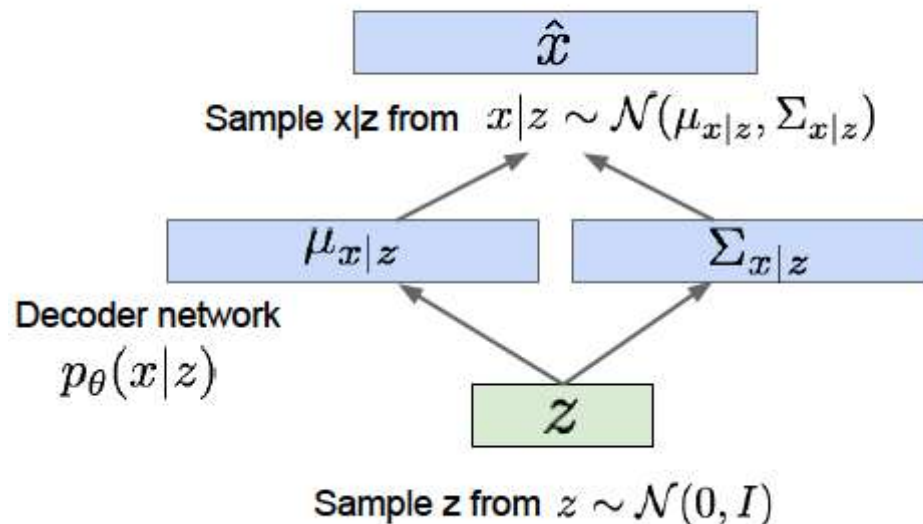 x̂
Sample x|z from x|z ∼ 𝒩(μ_{x|z}, Σ_{x|z})
μ_{x|z} Σ_{x|z}
Decoder network
p_θ(x|z)
z
Sample z from z ∼ 𝒩(0, I)